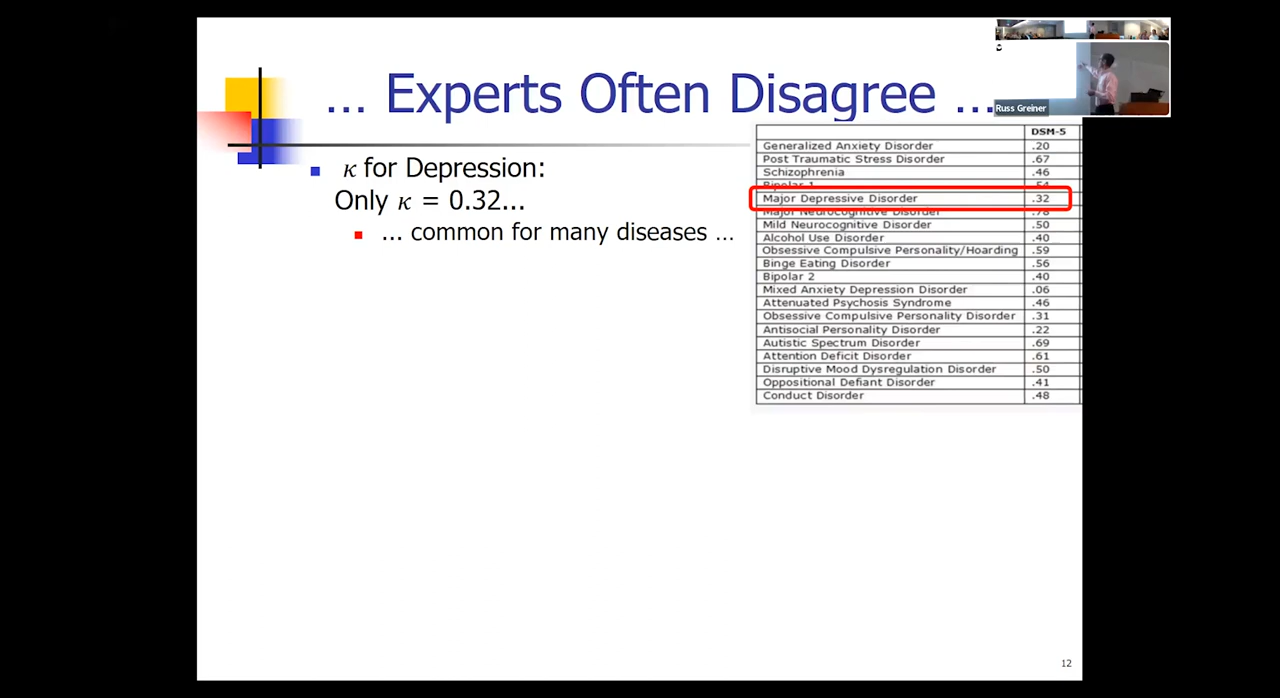 ... Experts Often Disagree ...
Russ Greiner
κ for Depression:
Only κ = 0.32...
... common for many diseases ...
DSM-5
Generalized Anxiety Disorder .20
Post Traumatic Stress Disorder .67
Schizophrenia .46
Bipolar 1 .54
Major Depressive Disorder .32
Major Neurocognitive Disorder .78
Mild Neurocognitive Disorder .50
Alcohol Use Disorder .40
Obsessive Compulsive Personality/Hoarding .59
Binge Eating Disorder .56
Bipolar 2 .40
Mixed Anxiety Depression Disorder .06
Attenuated Psychosis Syndrome .46
Obsessive Compulsive Personality Disorder .31
Antisocial Personality Disorder .22
Autistic Spectrum Disorder .69
Attention Deficit Disorder .61
Disruptive Mood Dysregulation Disorder .50
Oppositional Defiant Disorder .41
Conduct Disorder .48
12